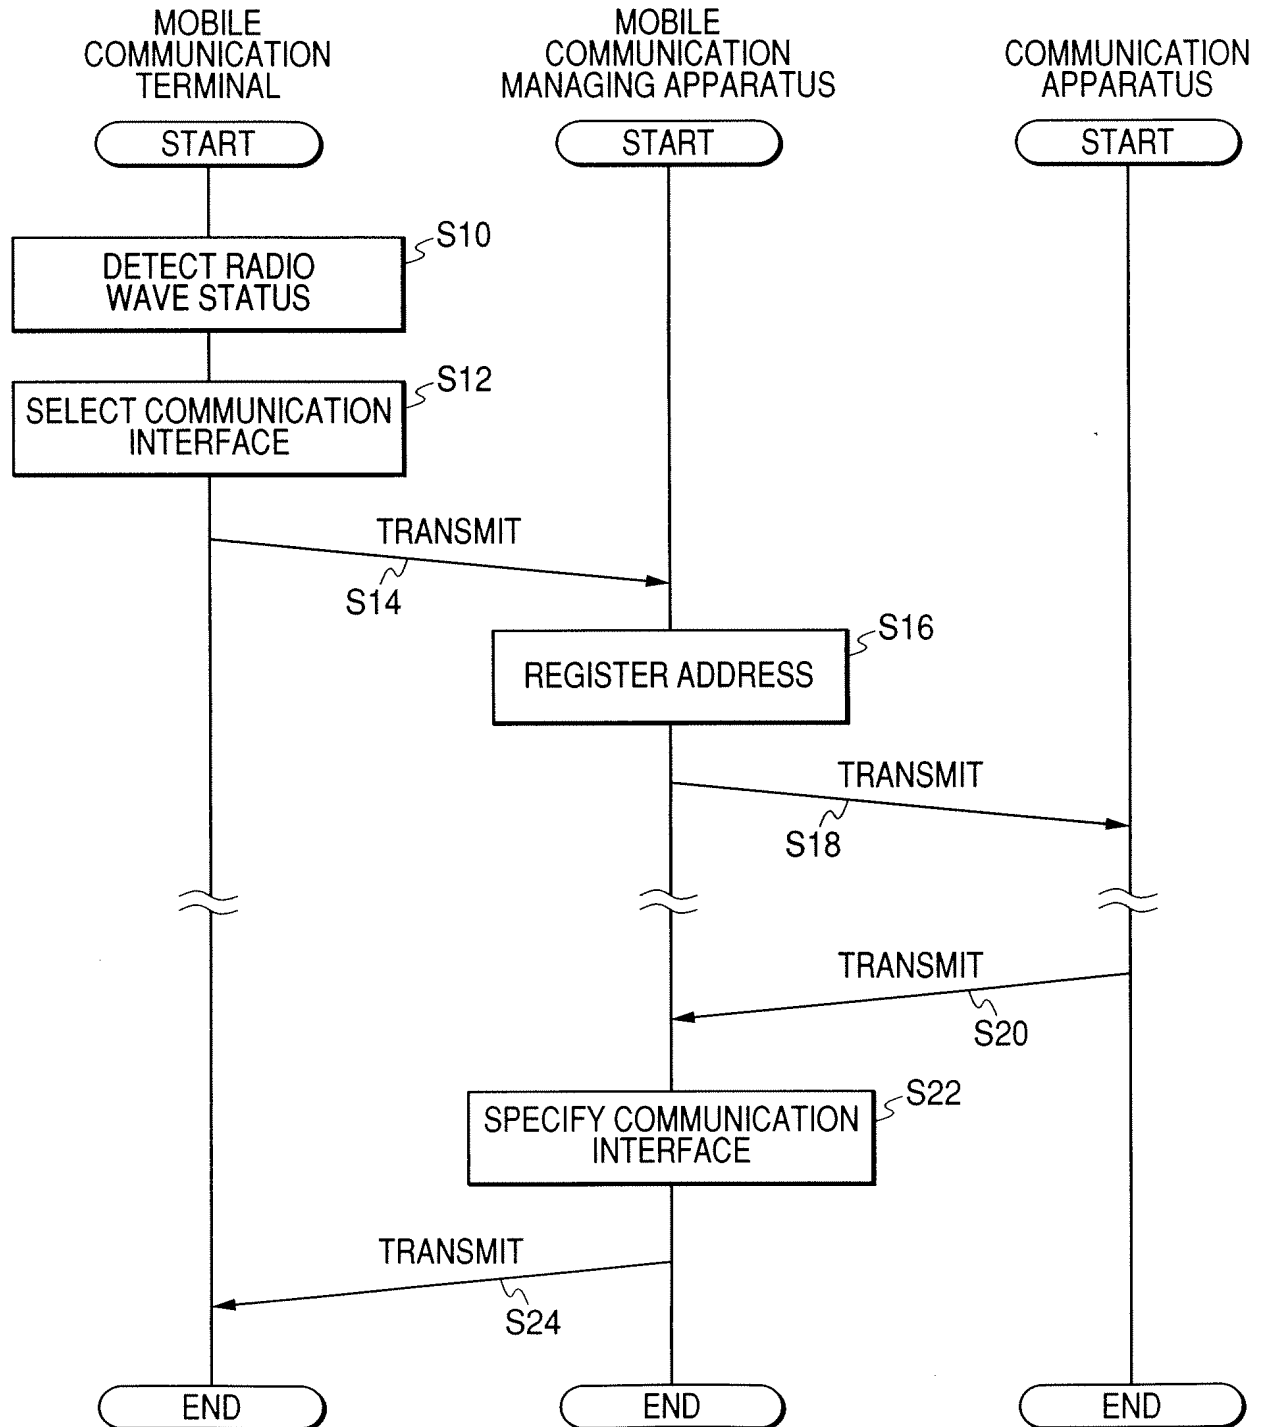 MOBILE
COMMUNICATION
TERMINAL
MOBILE
COMMUNICATION
MANAGING APPARATUS
COMMUNICATION
APPARATUS
START
START
START
S10
DETECT RADIO
WAVE STATUS
S12
SELECT COMMUNICATION
INTERFACE
TRANSMIT
S14
S16
REGISTER ADDRESS
TRANSMIT
S18
TRANSMIT
S20
S22
SPECIFY COMMUNICATION
INTERFACE
TRANSMIT
S24
END
END
END